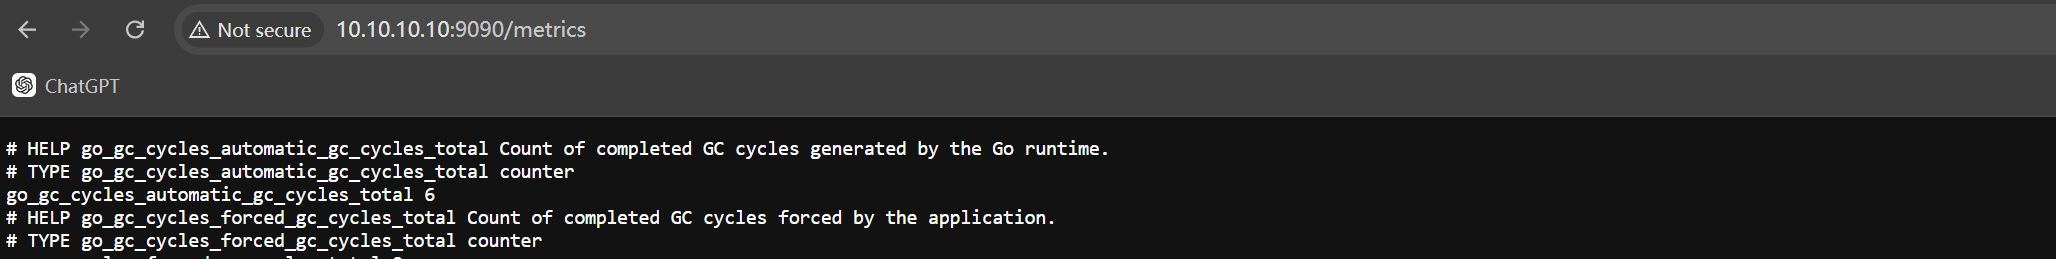 Not secure 10.10.10.10:9090/metrics
ChatGPT
# HELP go_gc_cycles_automatic_gc_cycles_total Count of completed GC cycles generated by the Go runtime.
# TYPE go_gc_cycles_automatic_gc_cycles_total counter
go_gc_cycles_automatic_gc_cycles_total 6
# HELP go_gc_cycles_forced_gc_cycles_total Count of completed GC cycles forced by the application.
# TYPE go_gc_cycles_forced_gc_cycles_total counter